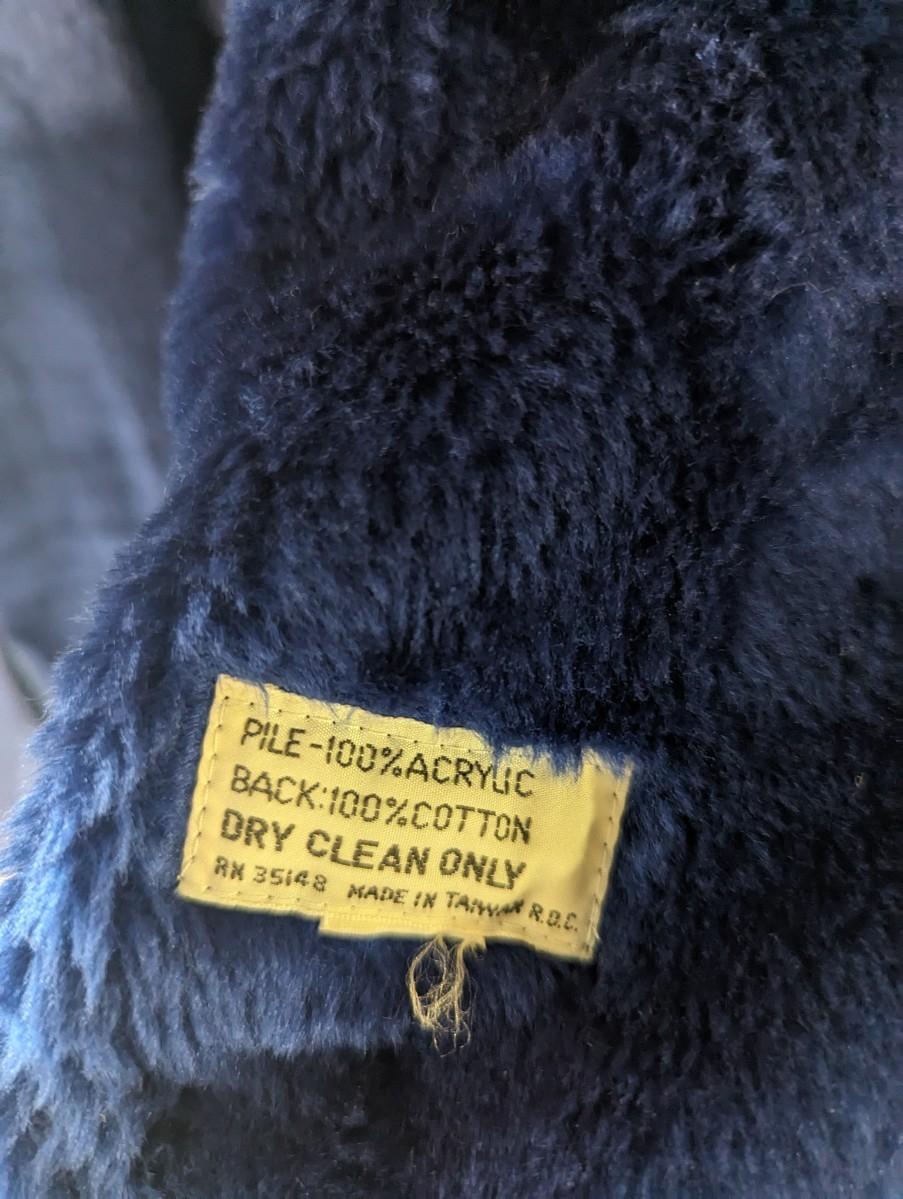 PILE-100%ACRYLIC
BACK:100%COTTON
DRY CLEAN ONLY
RN 35148 MADE IN TAIWAN R.O.C.